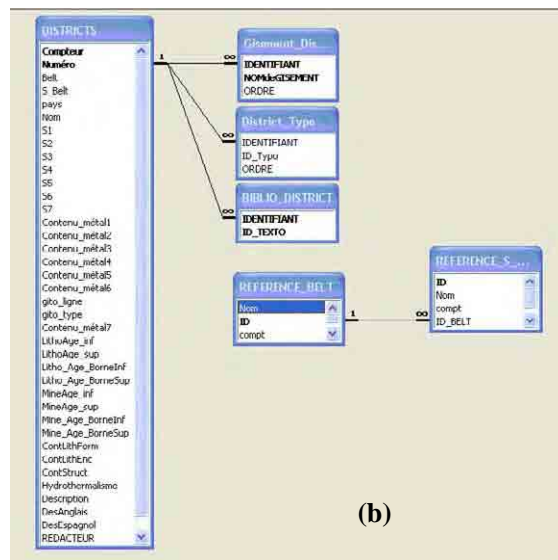 DISTRICTS
Compteur
Numéro
Belt
S_Belt
pays
Nom
S1
S2
S3
S4
S5
S6
S7
Contenu_métal1
Contenu_métal2
Contenu_métal3
Contenu_métal4
Contenu_métal5
Contenu_métal6
gito_ligne
gito_type
Contenu_métal7
LithoAge_inf
LithoAge_sup
Litho_Age_BorneInf
Litho_Age_BorneSup
MineAge_inf
MineAge_sup
Mine_Age_BorneInf
Mine_Age_BorneSup
ContLithForm
ContLithEnc
ContStruct
Hydrothermalisme
Description
DesAnglais
DesEspagnol
REDACTEUR
1
∞
Gisement_Dis...
IDENTIFIANT
NOMdeGISEMENT
ORDRE
∞
District_Type
IDENTIFIANT
ID_Type
ORDRE
∞
BIBLIO_DISTRICT
IDENTIFIANT
ID_TEXTO
REFERENCE_BELT
Nom
ID
compt
1
∞
REFERENCE_S_...
ID
Nom
compt
ID_BELT
(b)